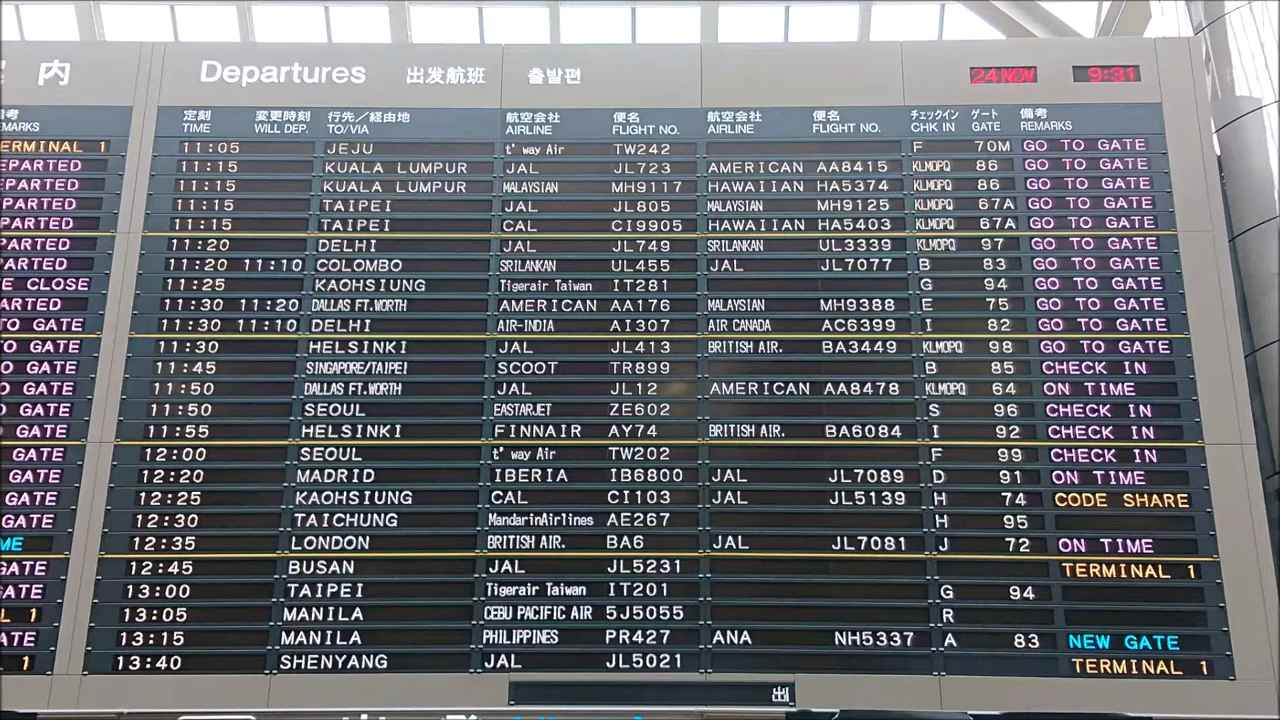 内 Departures 出发航班 출발편 24 NOV 9:31
備考 定刻 変更時刻 行先／経由地 航空会社 便名 航空会社 便名 チェックイン ゲート 備考
REMARKS TIME WILL DEP. TO/VIA AIRLINE FLIGHT NO. AIRLINE FLIGHT NO. CHK IN GATE REMARKS
TERMINAL 1 11:05 JEJU t' way Air TW242 F 70M GO TO GATE
DEPARTED 11:15 KUALA LUMPUR JAL JL723 AMERICAN AA8415 KLMOPQ 86 GO TO GATE
DEPARTED 11:15 KUALA LUMPUR MALAYSIAN MH9117 HAWAIIAN HA5374 KLMOPQ 86 GO TO GATE
DEPARTED 11:15 TAIPEI JAL JL805 MALAYSIAN MH9125 KLMOPQ 67A GO TO GATE
DEPARTED 11:15 TAIPEI CAL CI9905 HAWAIIAN HA5403 KLMOPQ 67A GO TO GATE
PARTED 11:20 DELHI JAL JL749 SRILANKAN UL3339 KLMOPQ 97 GO TO GATE
PARTED 11:20 11:10 COLOMBO SRILANKAN UL455 JAL JL7077 B 83 GO TO GATE
E CLOSE 11:25 KAOHSIUNG Tigerair Taiwan IT281 G 94 GO TO GATE
ARTED 11:30 11:20 DALLAS FT.WORTH AMERICAN AA176 MALAYSIAN MH9388 E 75 GO TO GATE
TO GATE 11:30 11:10 DELHI AIR-INDIA AI307 AIR CANADA AC6399 I 82 GO TO GATE
O GATE 11:30 HELSINKI JAL JL413 BRITISH AIR. BA3449 KLMOPQ 98 GO TO GATE
O GATE 11:45 SINGAPORE/TAIPEI SCOOT TR899 B 85 CHECK IN
O GATE 11:50 DALLAS FT.WORTH JAL JL12 AMERICAN AA8478 KLMOPQ 64 ON TIME
O GATE 11:50 SEOUL EASTARJET ZE602 S 96 CHECK IN
GATE 11:55 HELSINKI FINNAIR AY74 BRITISH AIR. BA6084 I 92 CHECK IN
GATE 12:00 SEOUL t' way Air TW202 F 99 CHECK IN
GATE 12:20 MADRID IBERIA IB6800 JAL JL7089 D 91 ON TIME
GATE 12:25 KAOHSIUNG CAL CI103 JAL JL5139 H 74 CODE SHARE
GATE 12:30 TAICHUNG MandarinAirlines AE267 H 95
ME 12:35 LONDON BRITISH AIR. BA6 JAL JL7081 J 72 ON TIME
GATE 12:45 BUSAN JAL JL5231 TERMINAL 1
GATE 13:00 TAIPEI Tigerair Taiwan IT201 G 94
L 1 13:05 MANILA CEBU PACIFIC AIR 5J5055 R
ATE 13:15 MANILA PHILIPPINES PR427 ANA NH5337 A 83 NEW GATE
1 13:40 SHENYANG JAL JL5021 TERMINAL 1
出